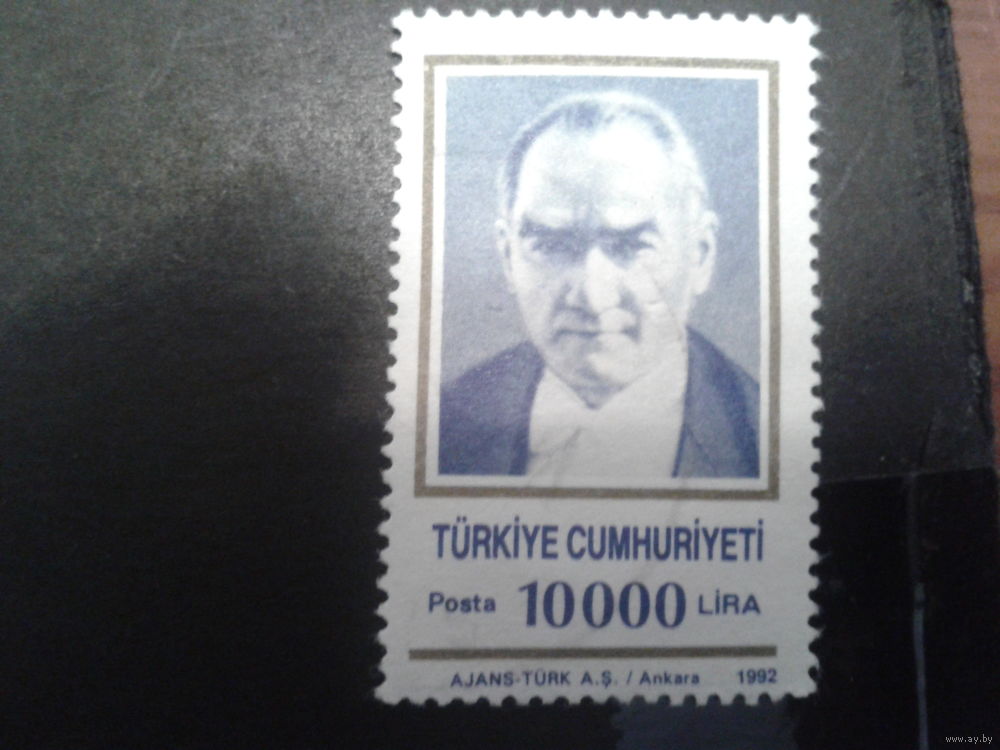 TÜRKİYE CUMHURİYETİ
Posta 10000 LİRA
AJANS-TÜRK A.Ş. / Ankara 1992
www.ay.by